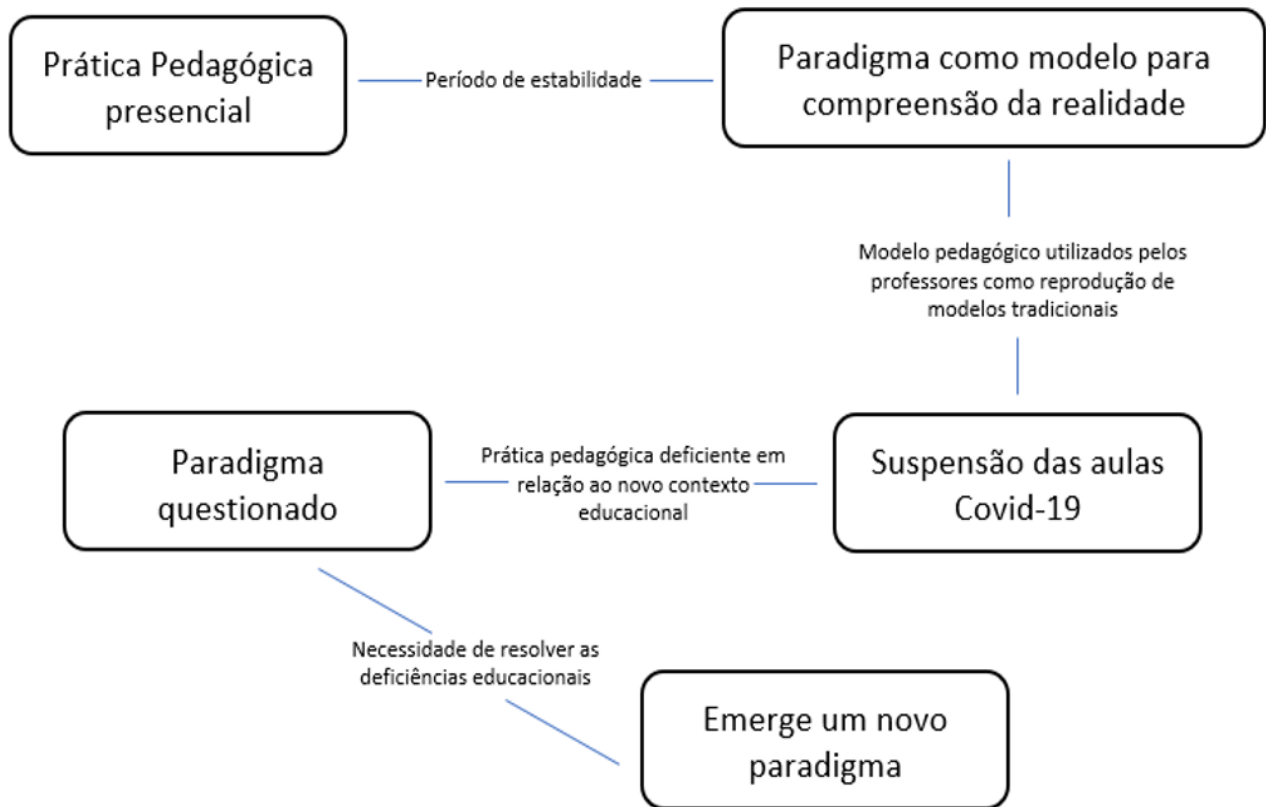 Prática Pedagógica
presencial
Período de estabilidade
Paradigma como modelo para
compreensão da realidade
Modelo pedagógico utilizados pelos
professores como reprodução de
modelos tradicionais
Suspensão das aulas
Covid-19
Prática pedagógica deficiente em
relação ao novo contexto
educacional
Paradigma
questionado
Necessidade de resolver as
deficiências educacionais
Emerge um novo
paradigma